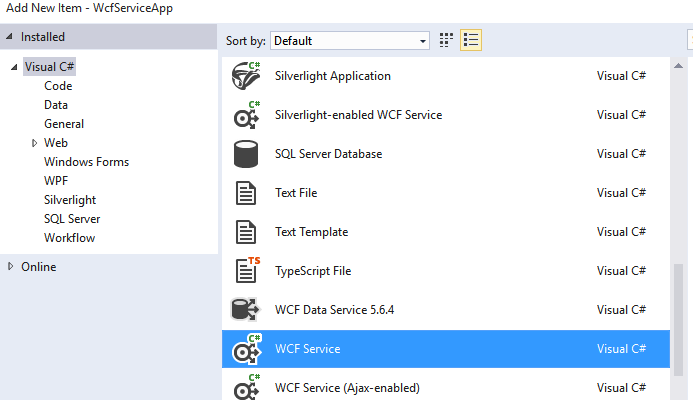 Add New Item - WcfServiceApp
Installed
Sort by: Default
Visual C#
Code
Data
General
Web
Windows Forms
WPF
Silverlight
SQL Server
Workflow
Online
C# Silverlight Application Visual C#
C# Silverlight-enabled WCF Service Visual C#
SQL Server Database Visual C#
Text File Visual C#
Text Template Visual C#
TS TypeScript File Visual C#
WCF Data Service 5.6.4 Visual C#
C# WCF Service Visual C#
C# WCF Service (Ajax-enabled) Visual C#